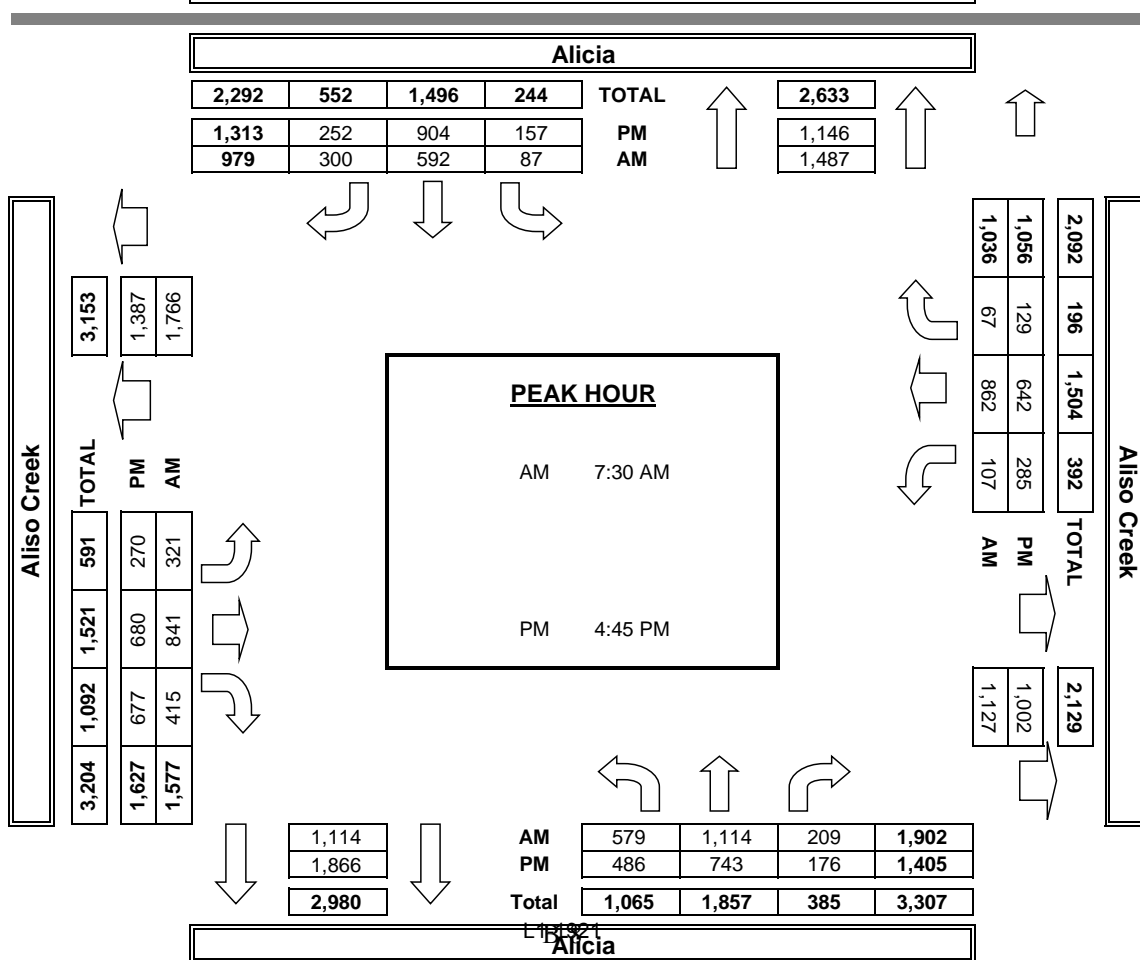 Alicia
2,292 552 1,496 244 TOTAL 2,633
1,313 252 904 157 PM 1,146
979 300 592 87 AM 1,487
Aliso Creek
3,153
1,387
1,766
TOTAL
PM
AM
591 1,521 1,092 3,204
270 680 677 1,627
321 841 415 1,577
PEAK HOUR
AM 7:30 AM
PM 4:45 PM
2,092 196 1,504 392 TOTAL
1,056 129 642 285 PM
1,036 67 862 107 AM
2,129
1,002
1,127
Aliso Creek
1,114 AM 579 1,114 209 1,902
1,866 PM 486 743 176 1,405
2,980 Total 1,065 1,857 385 3,307
Alicia